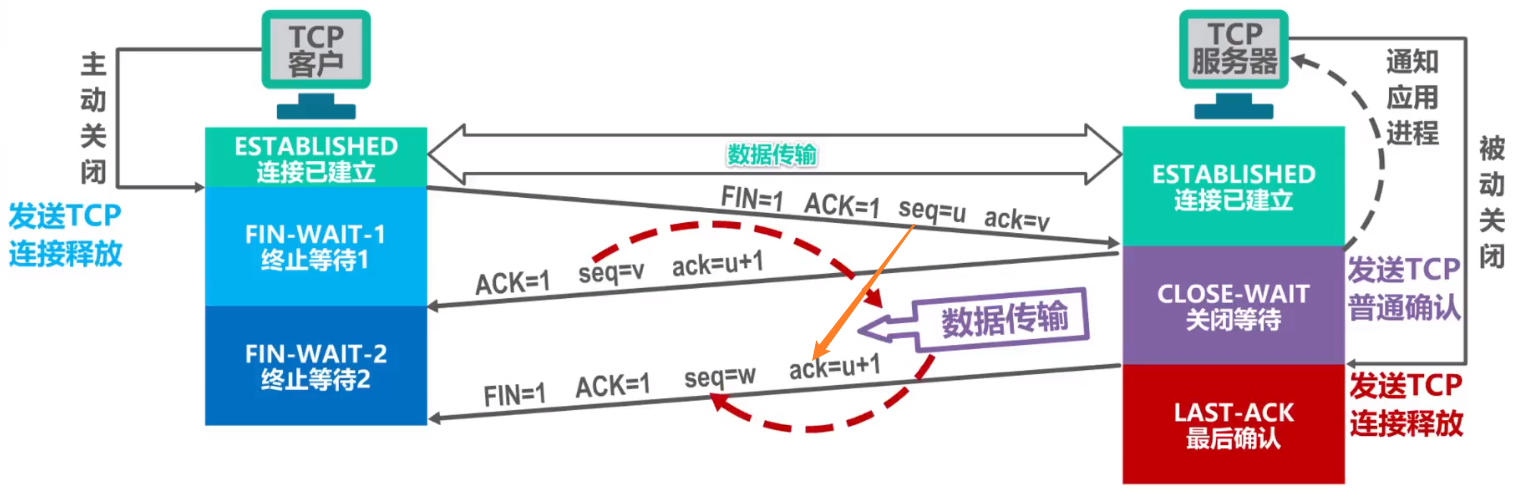 TCP
客户
TCP
服务器
主动关闭
通知
应用
进程
被动关闭
ESTABLISHED
连接已建立
数据传输
ESTABLISHED
连接已建立
发送TCP
连接释放
FIN=1 ACK=1 seq=u ack=v
FIN-WAIT-1
终止等待1
ACK=1 seq=v ack=u+1
CLOSE-WAIT
关闭等待
发送TCP
普通确认
数据传输
FIN-WAIT-2
终止等待2
FIN=1 ACK=1 seq=w ack=u+1
LAST-ACK
最后确认
发送TCP
连接释放